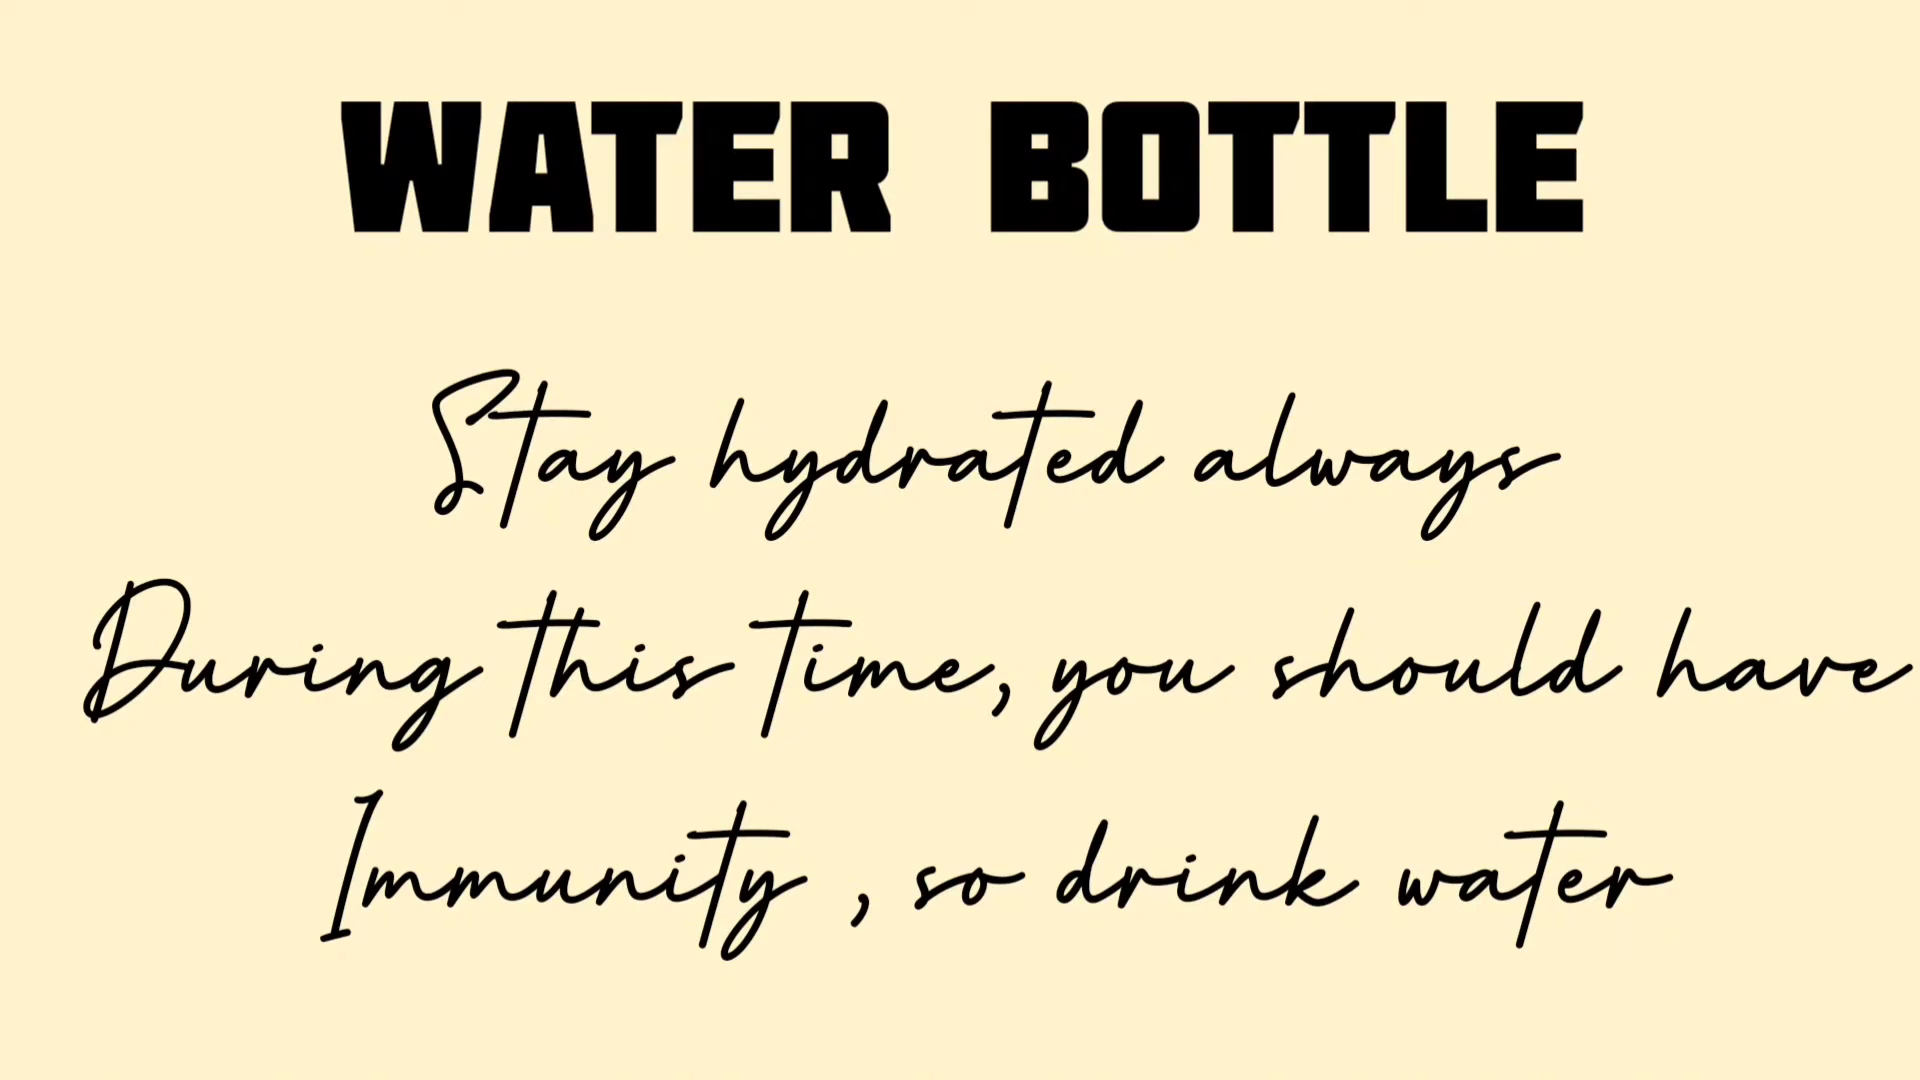 WATER BOTTLE
Stay hydrated always
During this time, you should have
Immunity , so drink water